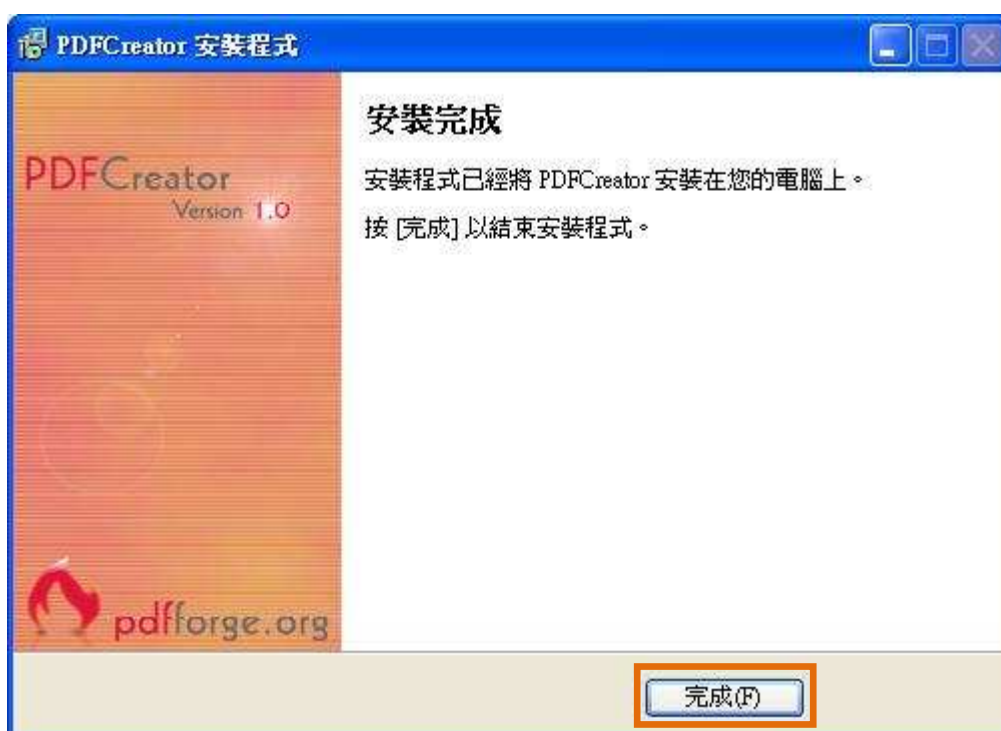 PDFCreator 安裝程式
PDFCreator
Version 1.0
安裝完成
安裝程式已經將 PDFCreator 安裝在您的電腦上。
按 [完成] 以結束安裝程式。
pdfforge.org
完成(F)